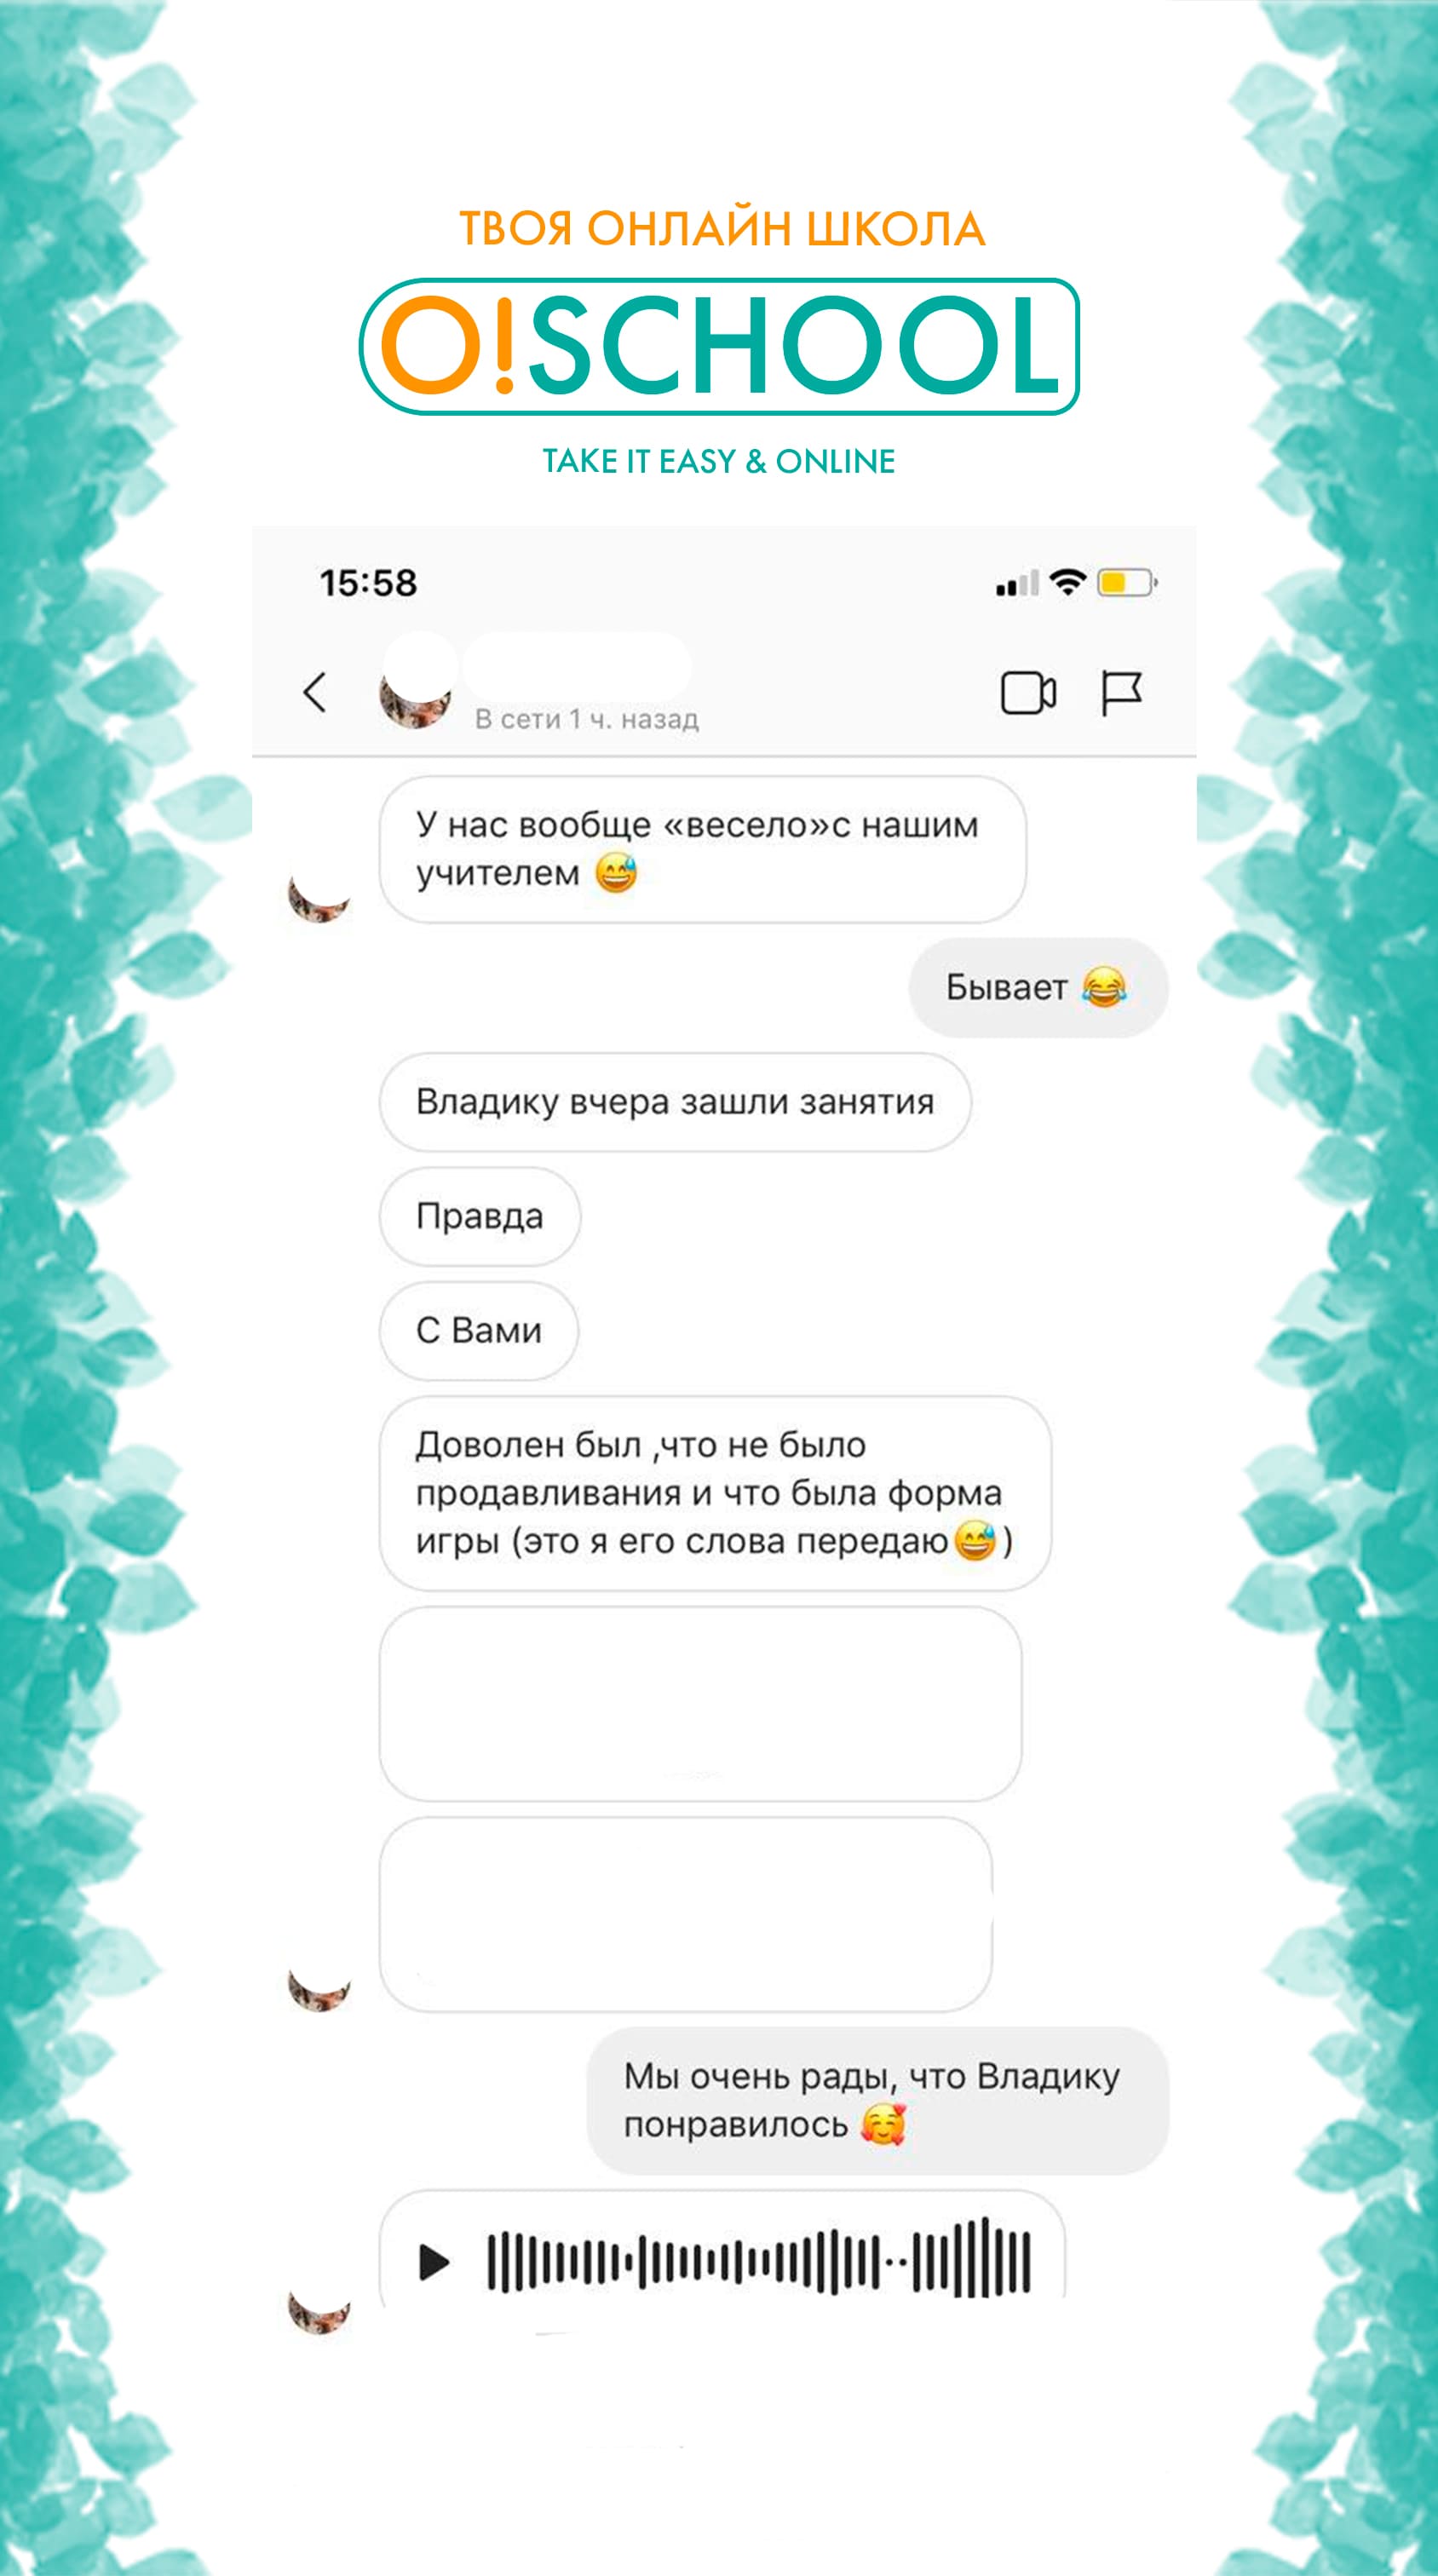 ТВОЯ ОНЛАЙН ШКОЛА
O!SCHOOL
TAKE IT EASY & ONLINE
15:58
В сети 1 ч. назад
У нас вообще «весело»с нашим
учителем 😅
Бывает 😂
Владику вчера зашли занятия
Правда
С Вами
Доволен был ,что не было
продавливания и что была форма
игры (это я его слова передаю😅)
Мы очень рады, что Владику
понравилось 🥰